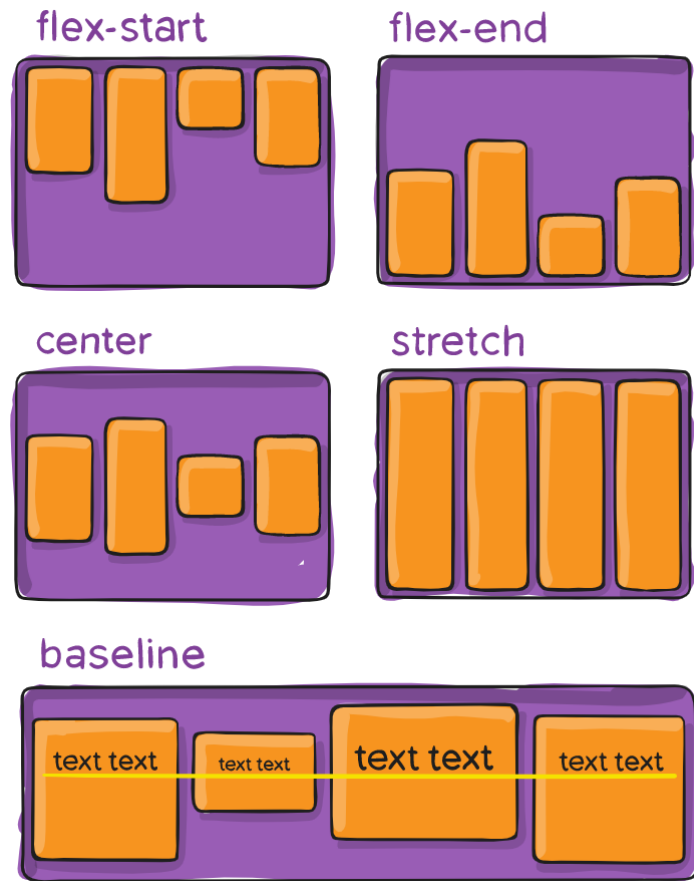 flex-start
flex-end
center
stretch
baseline
text text
text text
text text
text text